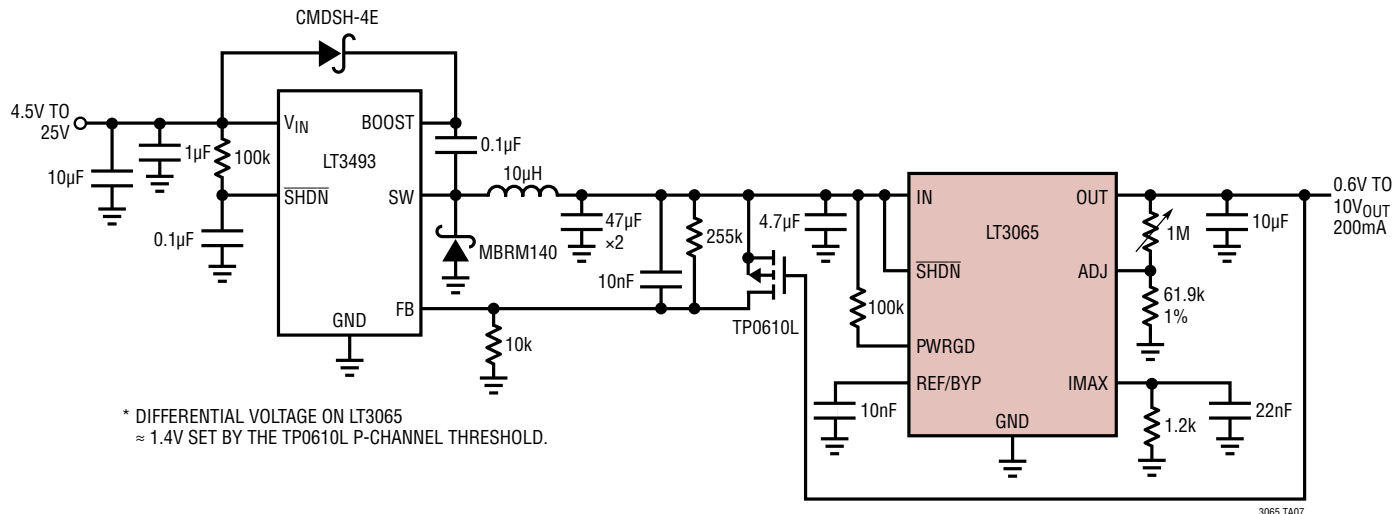 CMDSH-4E
4.5V TO
25V
10µF
1µF
100k
0.1µF
VIN
BOOST
LT3493
SHDN
SW
FB
GND
0.1µF
10µH
MBRM140
10k
47µF
×2
10nF
255k
TP0610L
4.7µF
100k
IN
OUT
LT3065
SHDN
ADJ
PWRGD
REF/BYP
IMAX
GND
10nF
1M
61.9k
1%
10µF
0.6V TO
10VOUT
200mA
1.2k
22nF
* DIFFERENTIAL VOLTAGE ON LT3065
≈ 1.4V SET BY THE TP0610L P-CHANNEL THRESHOLD.
3065 TA07